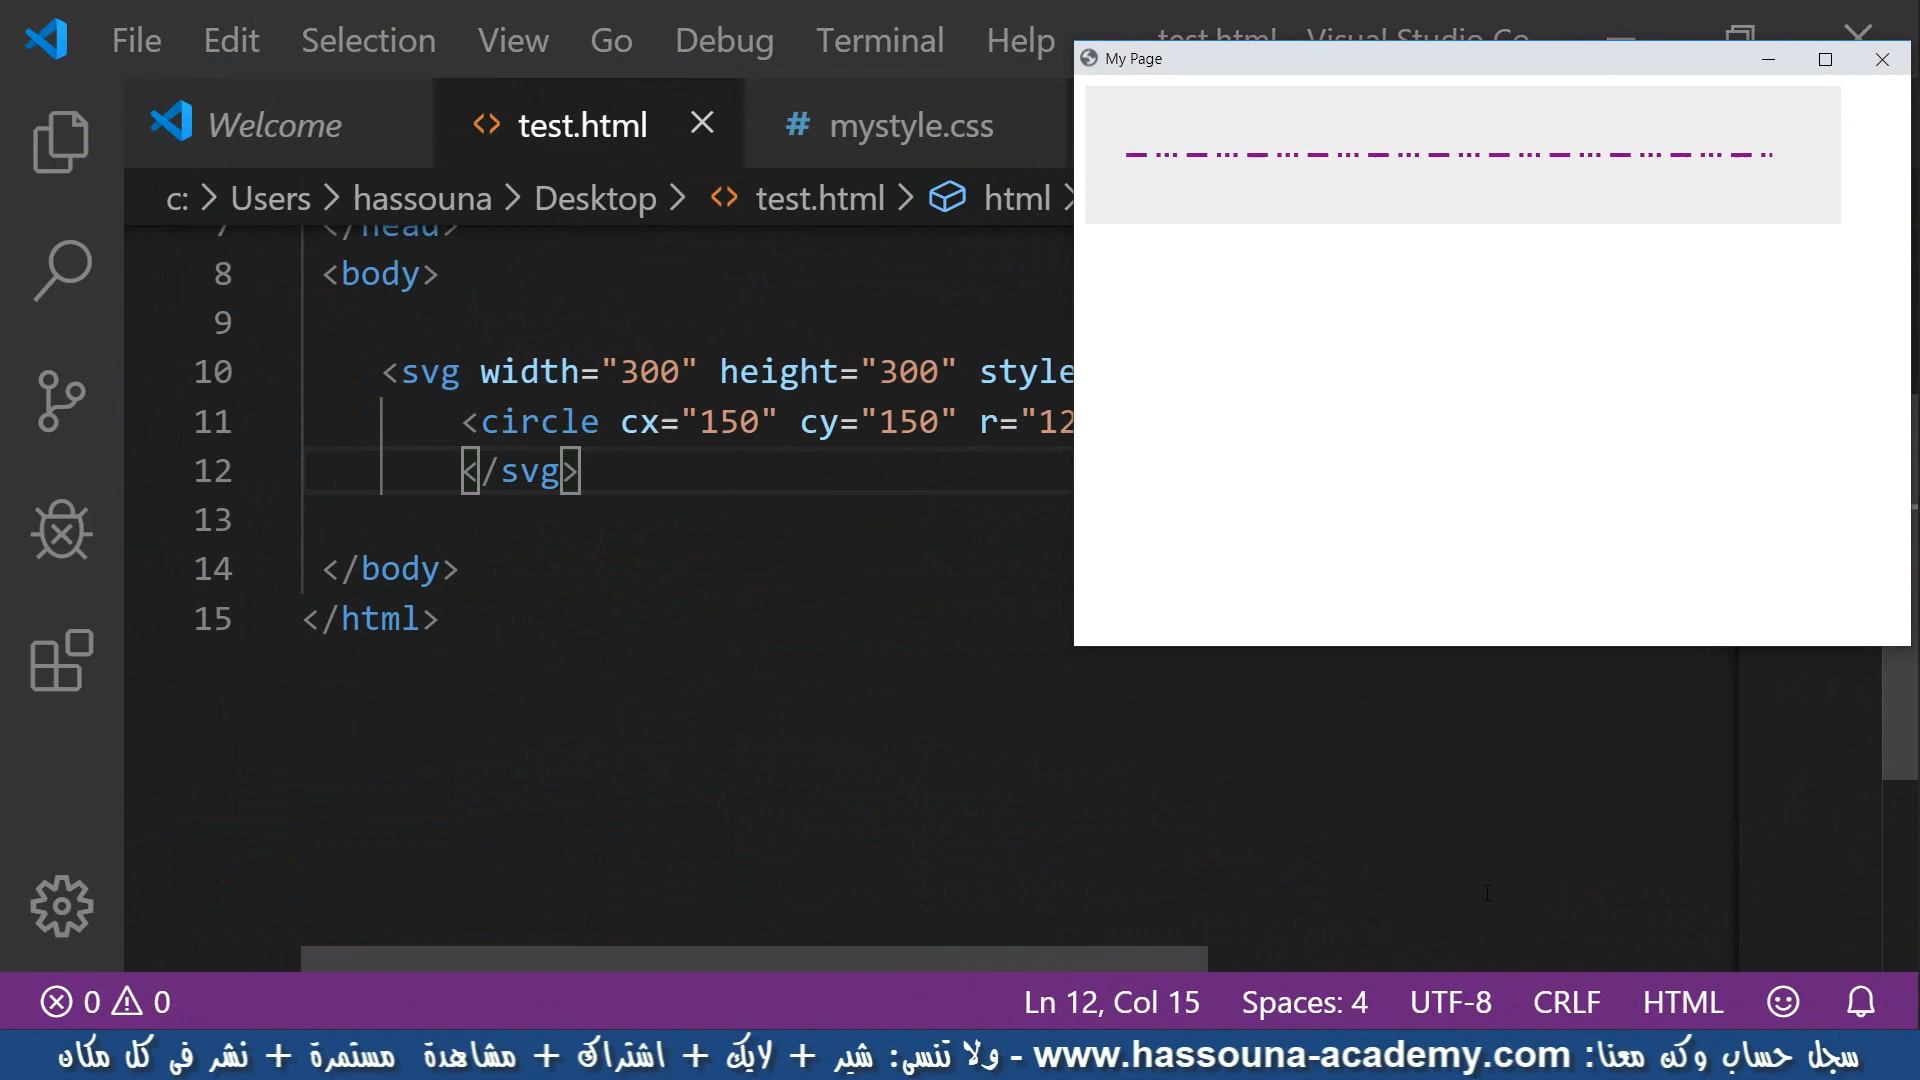 File Edit Selection View Go Debug Terminal Help
My Page
Welcome test.html mystyle.css
c: > Users > hassouna > Desktop > test.html > html >
7 </head>
8 <body>
9
10 <svg width="300" height="300" style
11 <circle cx="150" cy="150" r="12
12 </svg>
13
14 </body>
15 </html>
0 0 Ln 12, Col 15 Spaces: 4 UTF-8 CRLF HTML
سجل حساب وكن معنا: www.hassouna-academy.com - ولا تنسى: شير + لايك + اشتراك + مشاهدة مستمرة + نشر في كل مكان